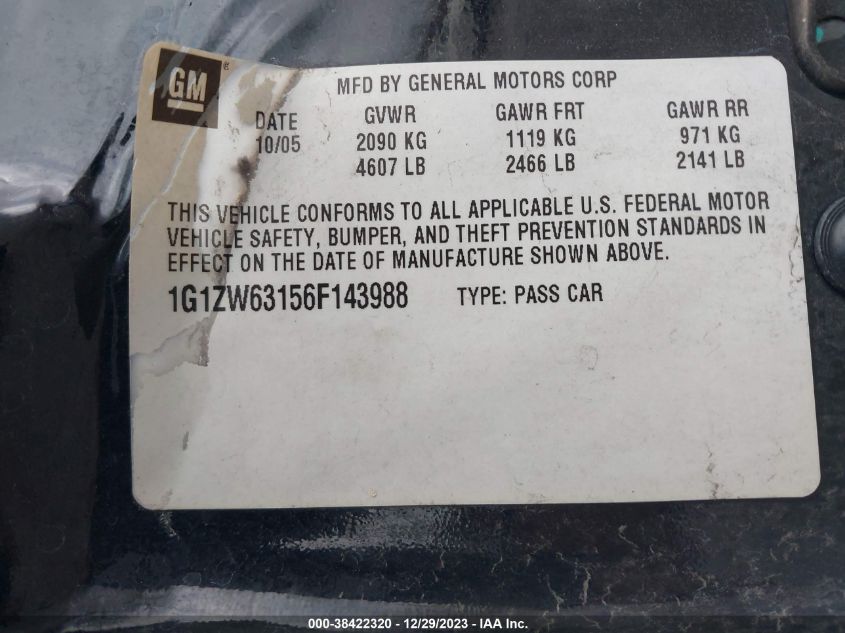 GM ®
MFD BY GENERAL MOTORS CORP
DATE GVWR GAWR FRT GAWR RR
10/05 2090 KG 1119 KG 971 KG
4607 LB 2466 LB 2141 LB
THIS VEHICLE CONFORMS TO ALL APPLICABLE U.S. FEDERAL MOTOR
VEHICLE SAFETY, BUMPER, AND THEFT PREVENTION STANDARDS IN
EFFECT ON THE DATE OF MANUFACTURE SHOWN ABOVE.
1G1ZW63156F143988 TYPE: PASS CAR
000-38422320 - 12/29/2023 - IAA Inc.